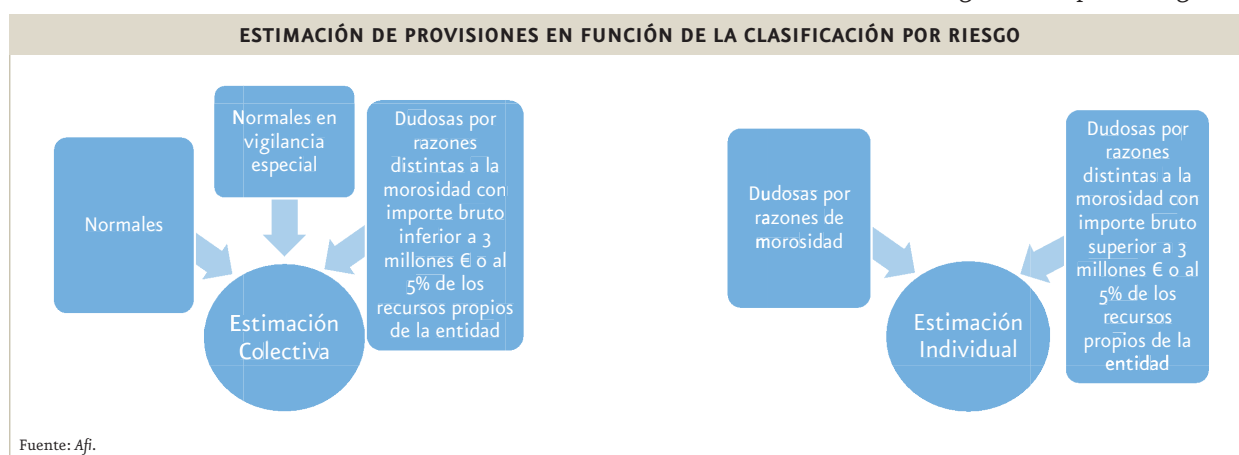 ESTIMACIÓN DE PROVISIONES EN FUNCIÓN DE LA CLASIFICACIÓN POR RIESGO
Normales
Normales en
vigilancia
especial
Dudosas por
razones
distintas a la
morosidad con
importe bruto
inferior a 3
millones € o al
5% de los
recursos propios
de la entidad
Estimación
Colectiva
Dudosas por
razones de
morosidad
Dudosas por
razones
distintas a la
morosidad con
importe bruto
superior a 3
millones € o al
5% de los
recursos
propios de la
entidad
Estimación
Individual
Fuente: Afi.